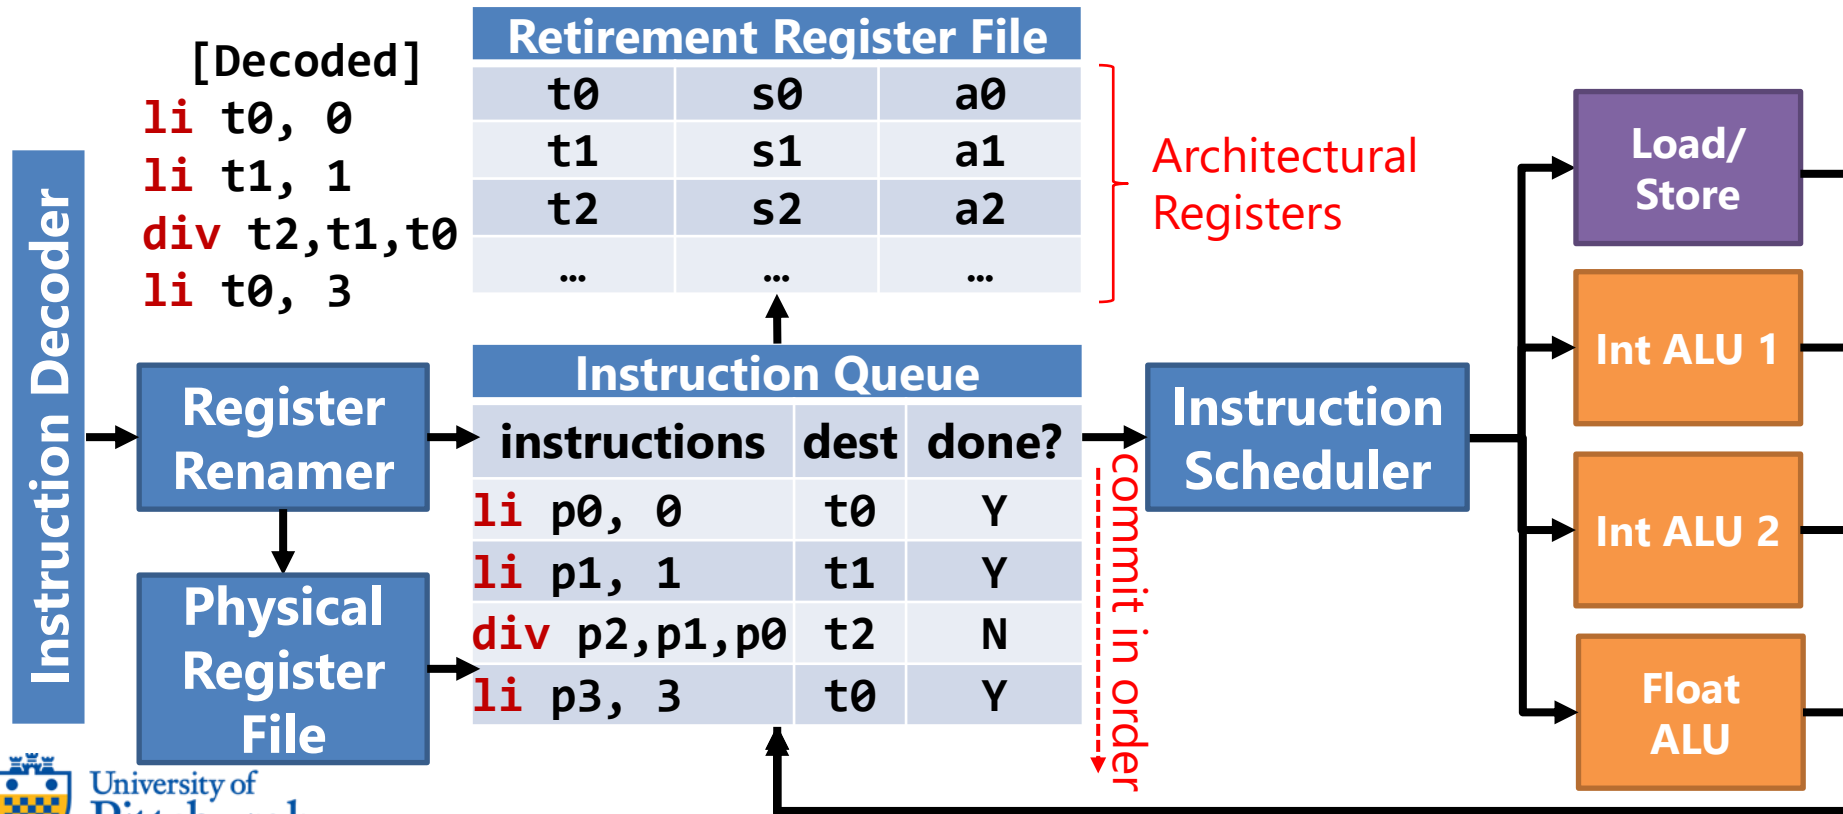 [Decoded]
li t0, 0
li t1, 1
div t2,t1,t0
li t0, 3
Instruction Decoder
Retirement Register File
t0 s0 a0
t1 s1 a1
t2 s2 a2
… … …
Architectural
Registers
Register
Renamer
Physical
Register
File
Instruction Queue
instructions dest done?
li p0, 0 t0 Y
li p1, 1 t1 Y
div p2,p1,p0 t2 N
li p3, 3 t0 Y
commit in order
Instruction
Scheduler
Load/
Store
Int ALU 1
Int ALU 2
Float
ALU
University of